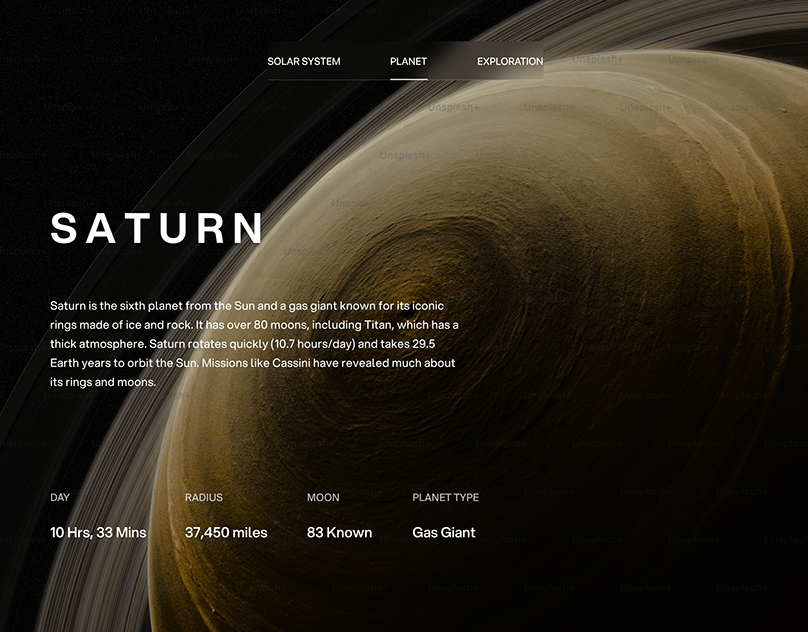 SOLAR SYSTEM PLANET EXPLORATION
SATURN
Saturn is the sixth planet from the Sun and a gas giant known for its iconic
rings made of ice and rock. It has over 80 moons, including Titan, which has a
thick atmosphere. Saturn rotates quickly (10.7 hours/day) and takes 29.5
Earth years to orbit the Sun. Missions like Cassini have revealed much about
its rings and moons.
DAY RADIUS MOON PLANET TYPE
10 Hrs, 33 Mins 37,450 miles 83 Known Gas Giant